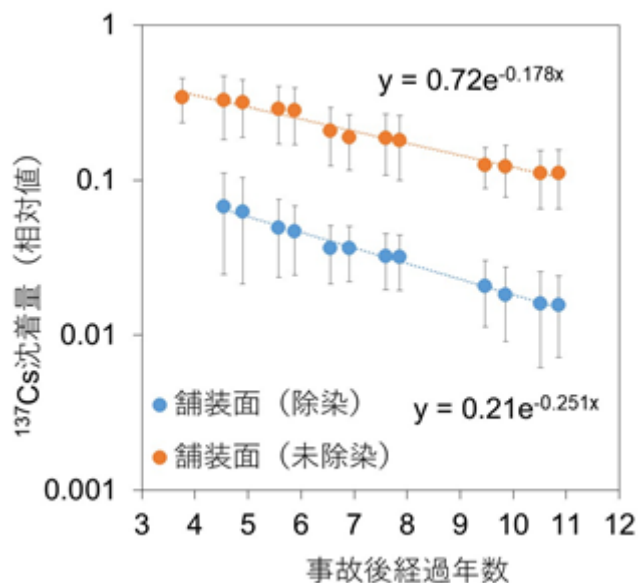 1
y = 0.72e^-0.178x
0.1
¹³⁷Cs沈着量（相対値）
0.01
舗装面（除染）
y = 0.21e^-0.251x
舗装面（未除染）
0.001
3 4 5 6 7 8 9 10 11 12
事故後経過年数